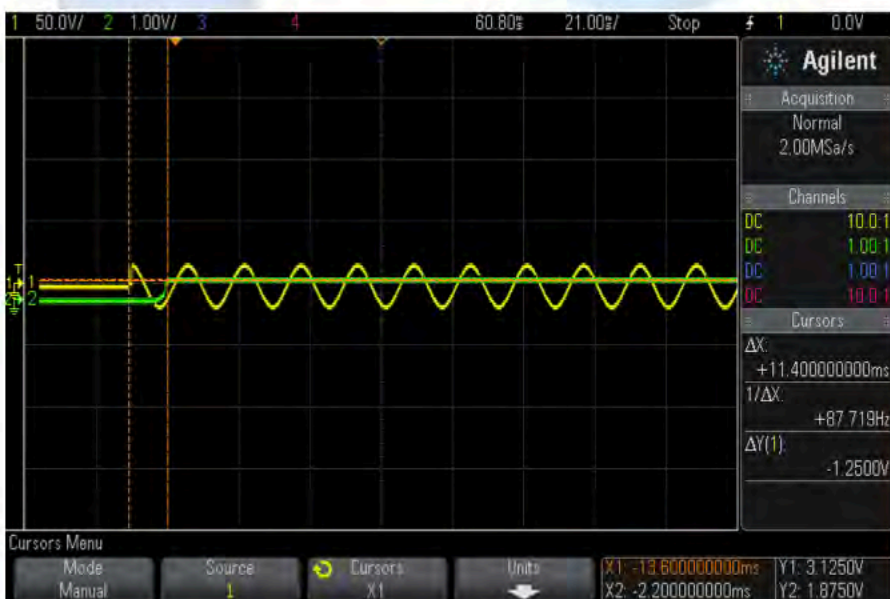 1 50.0V/ 2 1.00V/ 3 4 60.80s 21.00s/ Stop 1 0.0V
Agilent
Acquisition
Normal
2.00MSa/s
Channels
DC 10.0:1
DC 1.00:1
DC 1.00:1
DC 10.0:1
Cursors
ΔX:
+11.400000000ms
1/ΔX:
+87.719Hz
ΔY(1):
-1.2500V
T
1
2
Cursors Menu
Mode
Manual
Source
1
Cursors
X1
Units
X1: -13.600000000ms
X2: -2.200000000ms
Y1: 3.1250V
Y2: 1.8750V